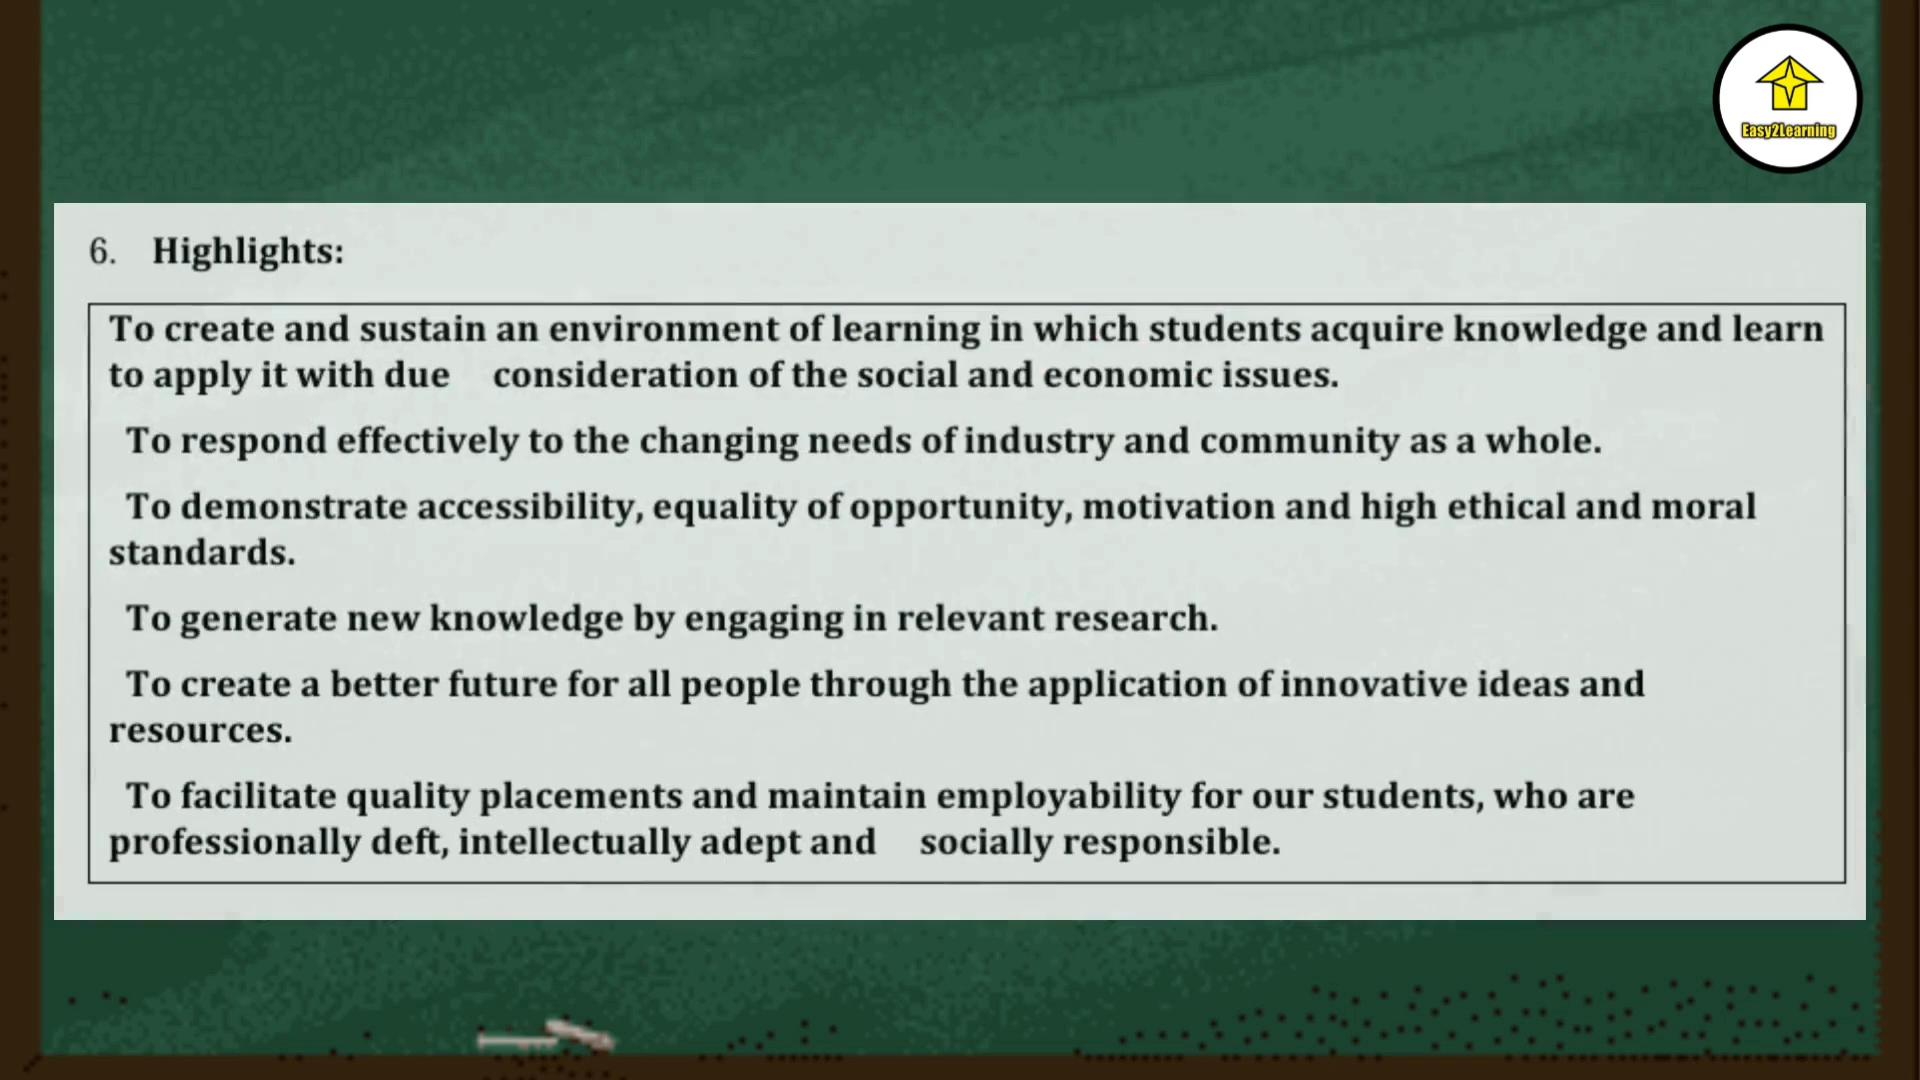 Easy2Learning
6. Highlights:
To create and sustain an environment of learning in which students acquire knowledge and learn
to apply it with due consideration of the social and economic issues.
To respond effectively to the changing needs of industry and community as a whole.
To demonstrate accessibility, equality of opportunity, motivation and high ethical and moral
standards.
To generate new knowledge by engaging in relevant research.
To create a better future for all people through the application of innovative ideas and
resources.
To facilitate quality placements and maintain employability for our students, who are
professionally deft, intellectually adept and socially responsible.